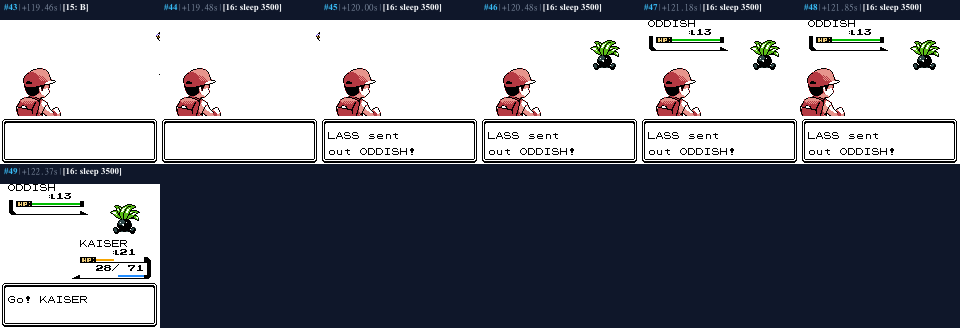 #43|+119.46s|[15: B]
#44|+119.48s|[16: sleep 3500]
#45|+120.00s|[16: sleep 3500]
#46|+120.48s|[16: sleep 3500]
#47|+121.18s|[16: sleep 3500]
#48|+121.85s|[16: sleep 3500]
LASS sent
out ODDISH!
LASS sent
out ODDISH!
ODDISH
:L13
HP:
LASS sent
out ODDISH!
ODDISH
:L13
HP:
LASS sent
out ODDISH!
#49|+122.37s|[16: sleep 3500]
ODDISH
:L13
HP:
KAISER
:L21
HP:
28/ 71
Go! KAISER